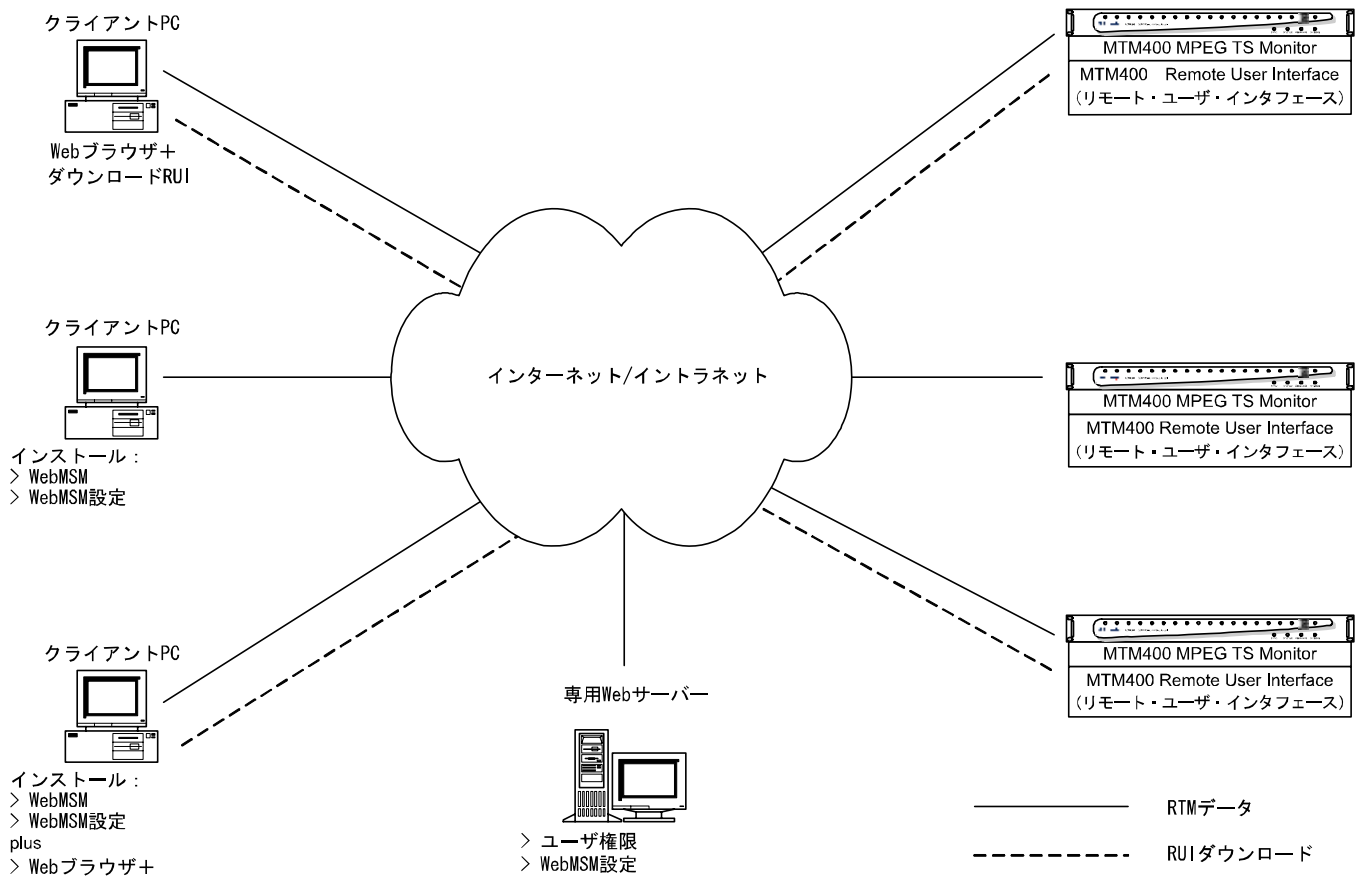 クライアントPC
Webブラウザ＋
ダウンロードRUI
MTM400 MPEG TS Monitor
MTM400 Remote User Interface
(リモート・ユーザ・インタフェース)
クライアントPC
インストール：
> WebMSM
> WebMSM設定
インターネット/イントラネット
MTM400 MPEG TS Monitor
MTM400 Remote User Interface
(リモート・ユーザ・インタフェース)
クライアントPC
インストール：
> WebMSM
> WebMSM設定
plus
> Webブラウザ＋
専用Webサーバー
> ユーザ権限
> WebMSM設定
MTM400 MPEG TS Monitor
MTM400 Remote User Interface
(リモート・ユーザ・インタフェース)
RTMデータ
RUIダウンロード